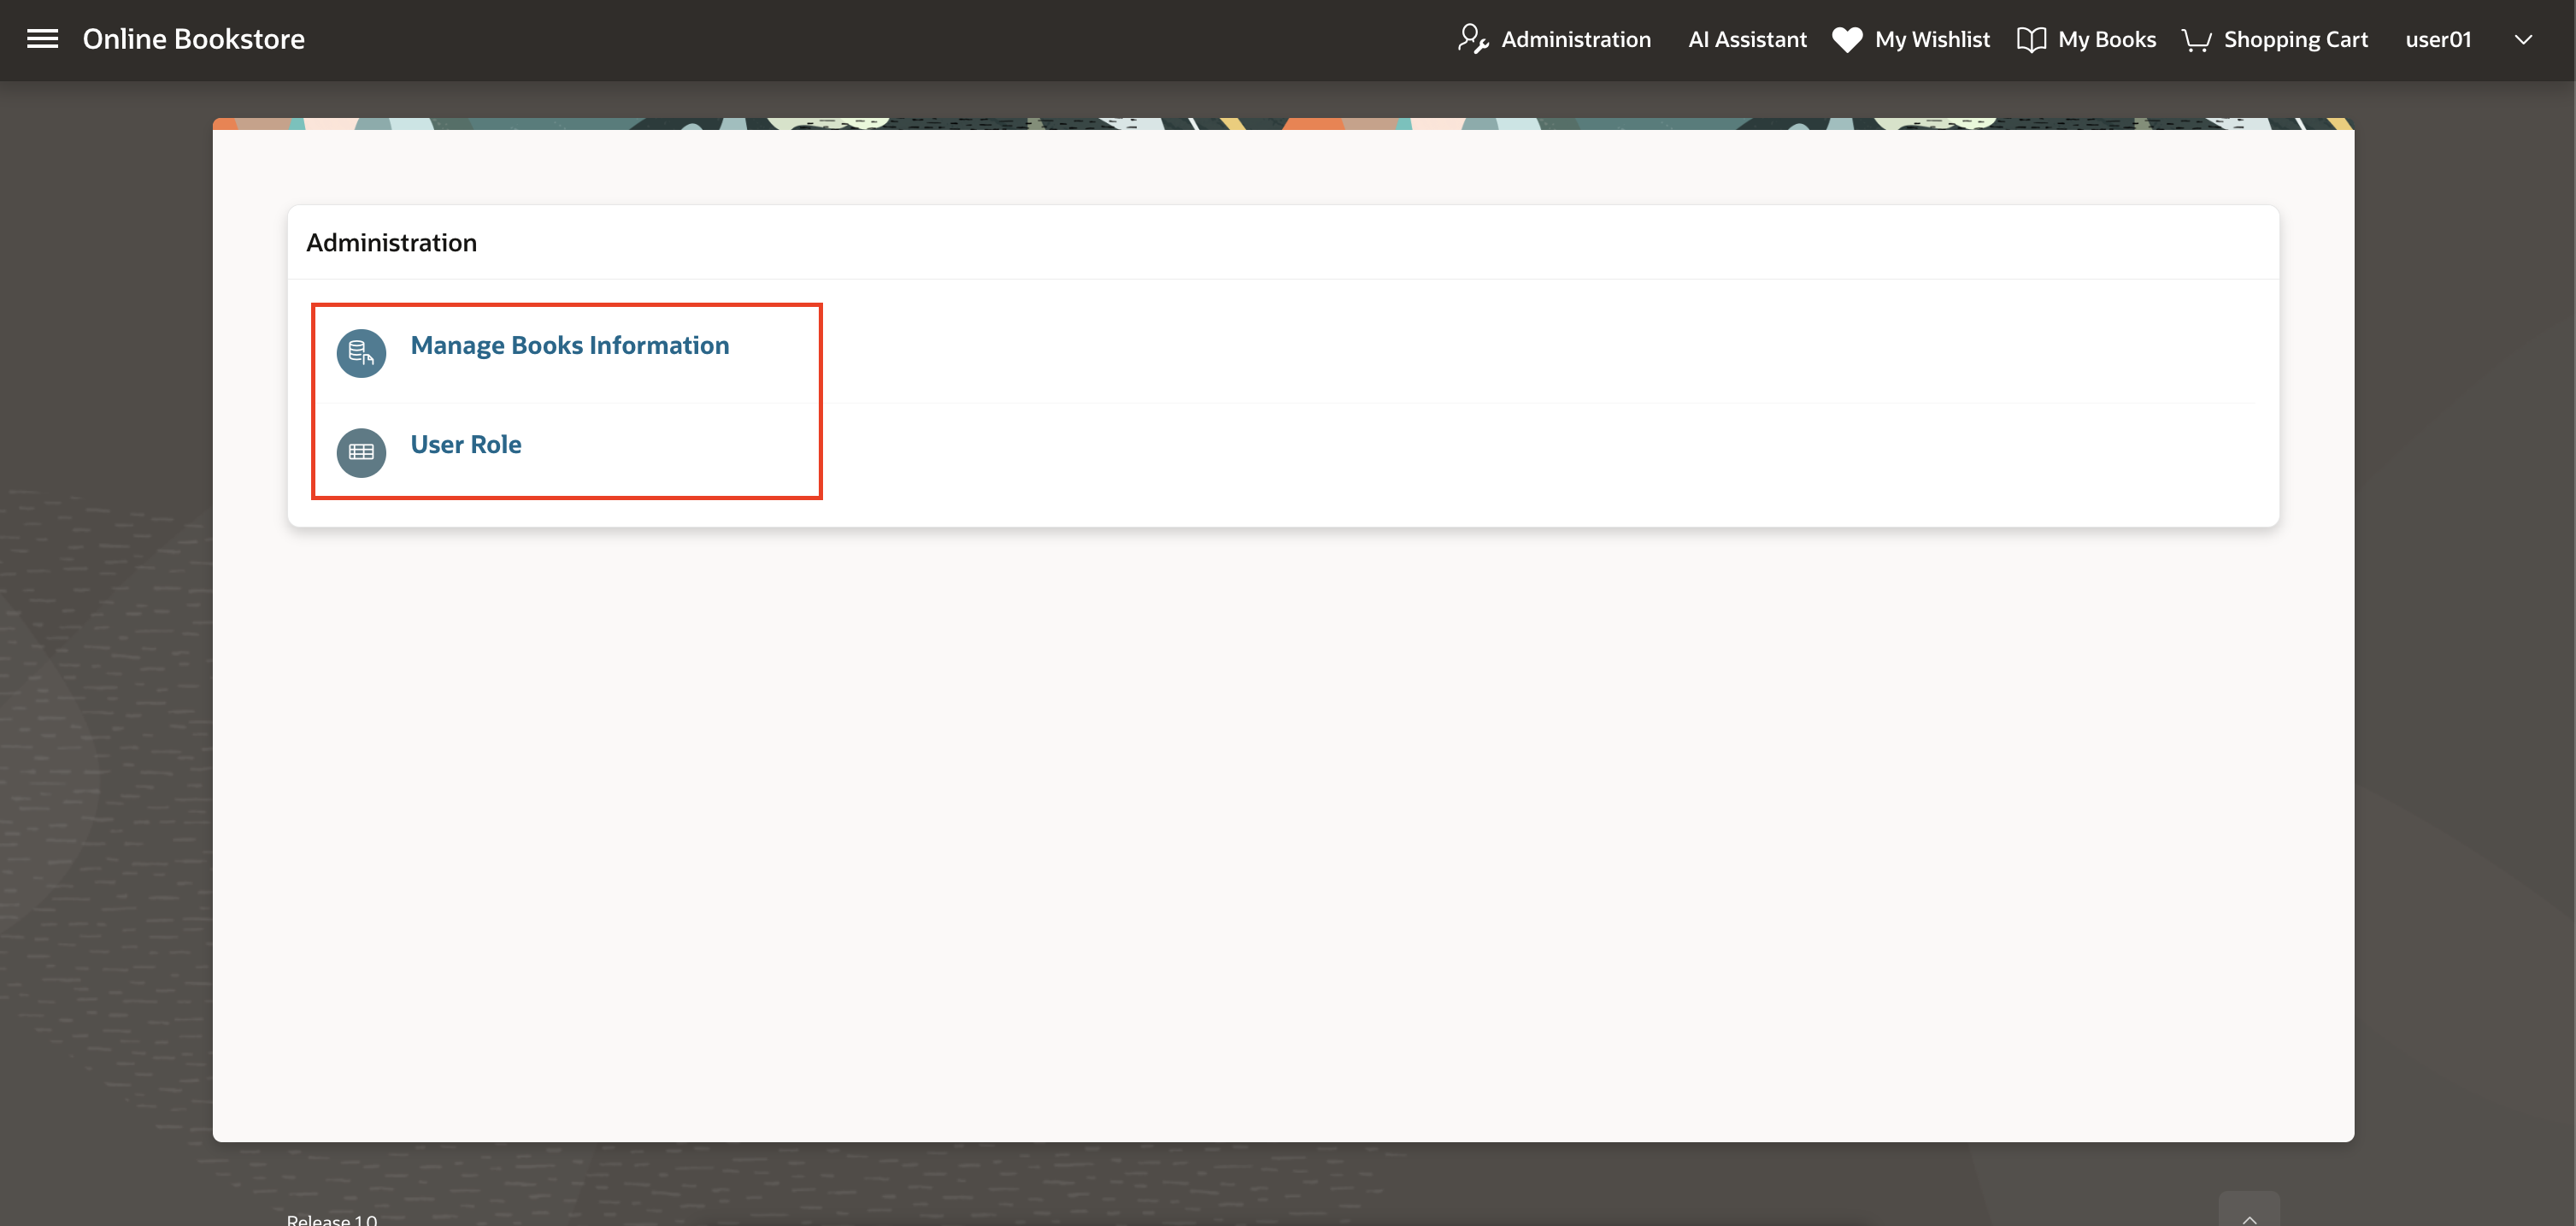 Online Bookstore
Administration AI Assistant My Wishlist My Books Shopping Cart user01
Administration
Manage Books Information
User Role
Release 1.0